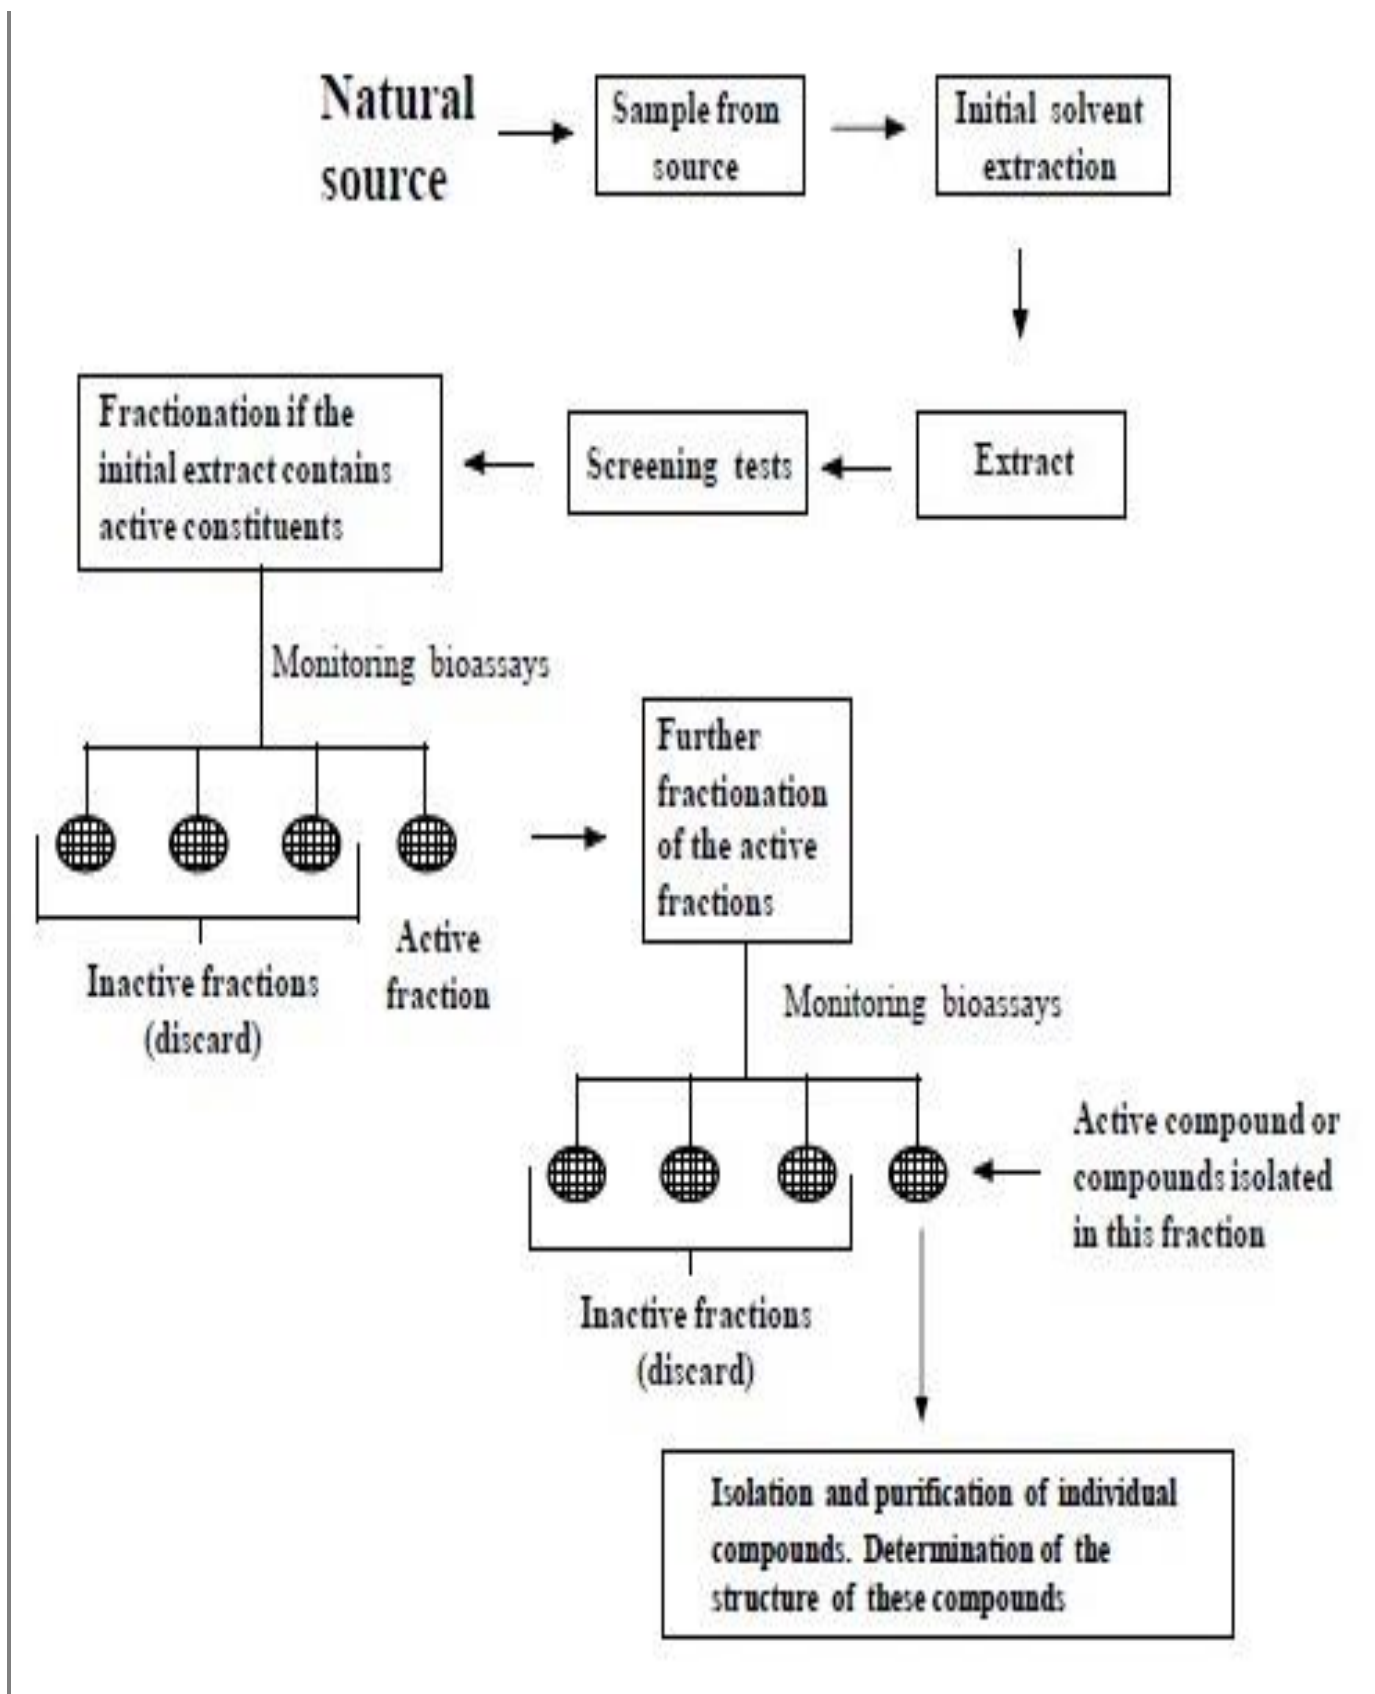 Natural
source
Sample from
source
Initial solvent
extraction
Extract
Screening tests
Fractionation if the
initial extract contains
active constituents
Monitoring bioassays
Inactive fractions
(discard)
Active
fraction
Further
fractionation
of the active
fractions
Monitoring bioassays
Inactive fractions
(discard)
Active compound or
compounds isolated
in this fraction
Isolation and purification of individual
compounds. Determination of the
structure of these compounds